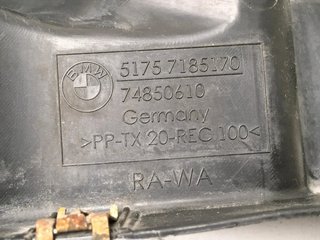 BMW
5175 7185170
74850610
Germany
>PP-TX 20-REC 100<
RA-WA